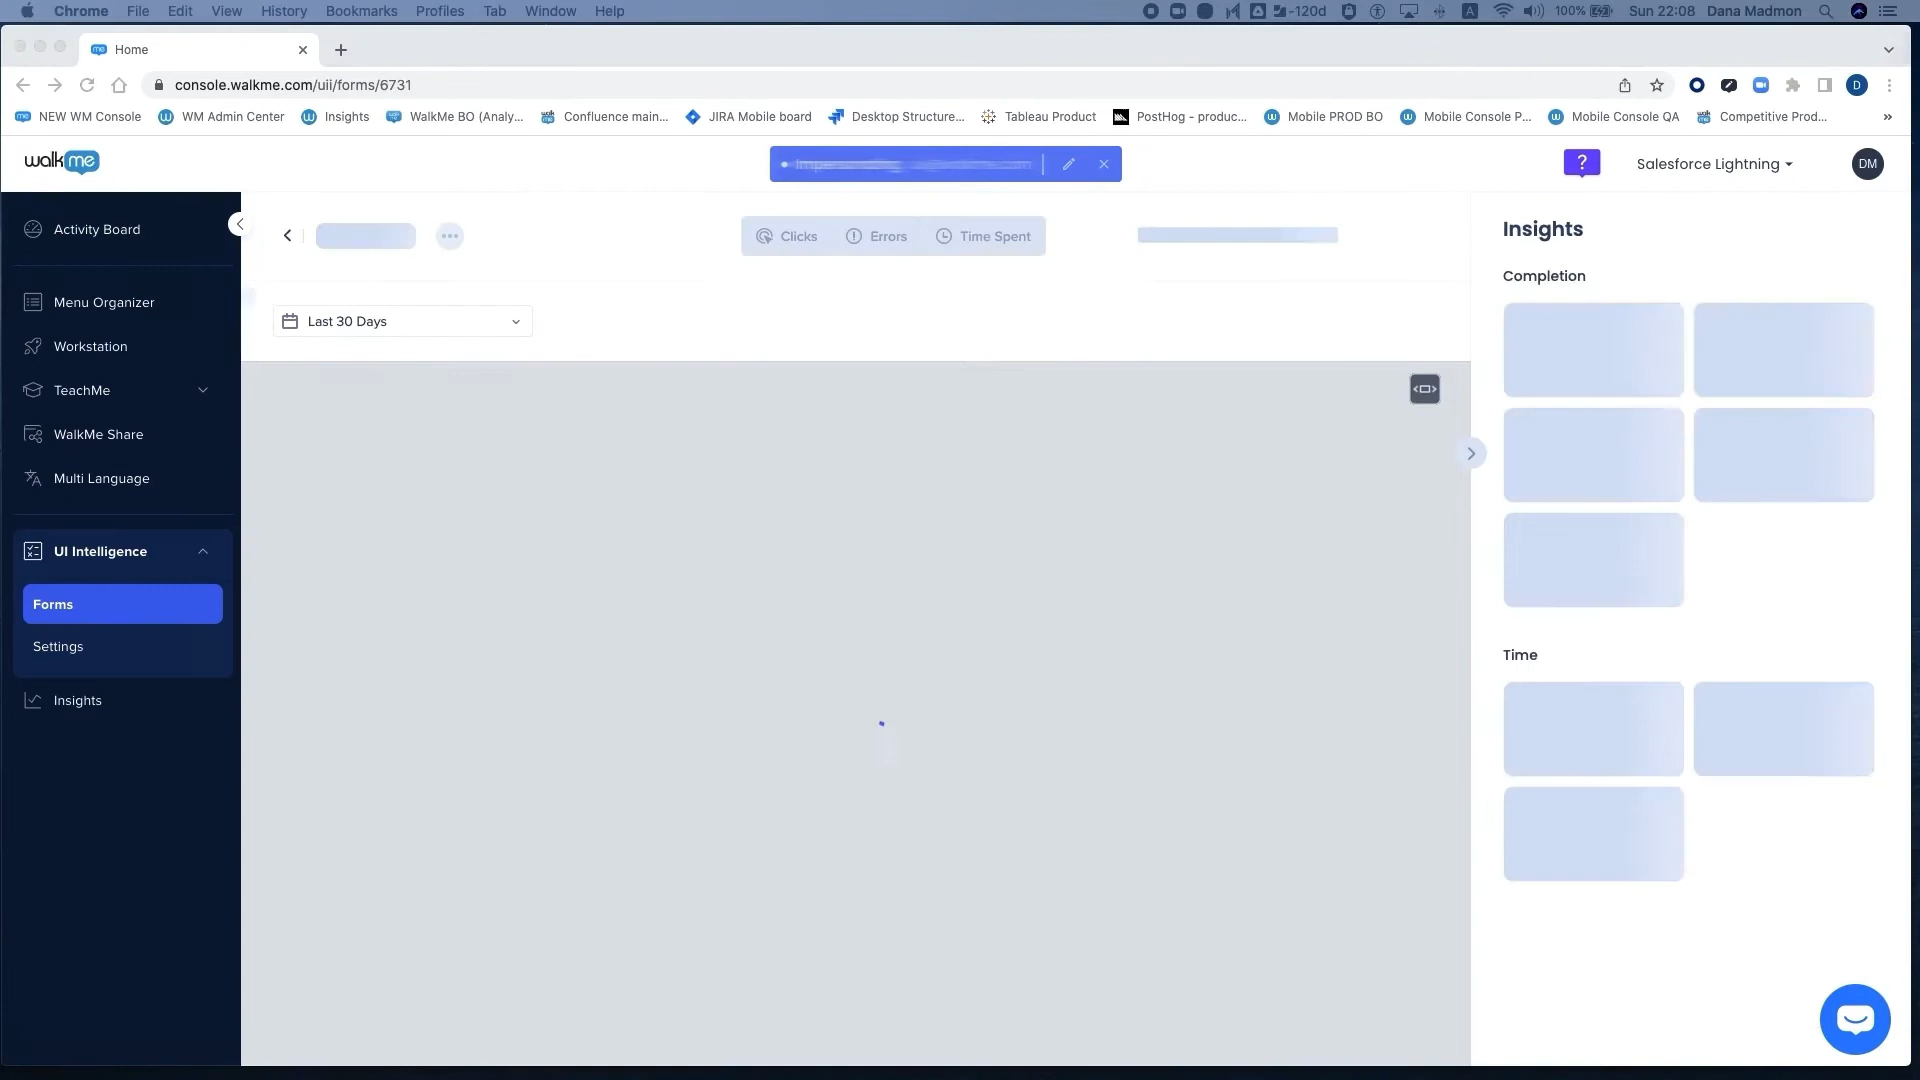 Chrome File Edit View History Bookmarks Profiles Tab Window Help -120d A 100% Sun 22:08 Dana Madmon
me Home
console.walkme.com/uii/forms/6731 D
NEW WM Console WM Admin Center Insights WalkMe BO (Analy... Confluence main... JIRA Mobile board Desktop Structure... Tableau Product PostHog - produc... Mobile PROD BO Mobile Console P... Mobile Console QA Competitive Prod... »
walkme ? Salesforce Lightning DM
Activity Board
Menu Organizer
Workstation
TeachMe
WalkMe Share
Multi Language
UI Intelligence
Forms
Settings
Insights
Clicks Errors Time Spent
Last 30 Days
Insights
Completion
Time